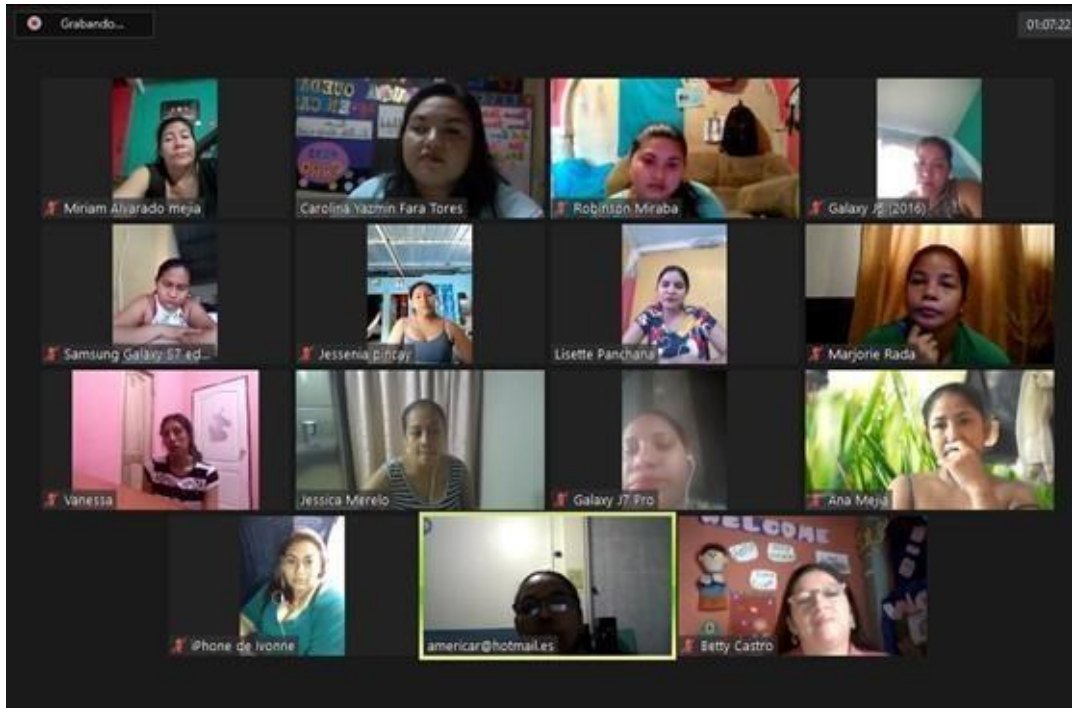 Grabando...
01:07:22
Miriam Alvarado mejia
Carolina Yazmin Fara Tores
Robinson Miraba
Galaxy J5 (2016)
Samsung Galaxy S7 ed...
Jessenia pincay
Lisette Panchana
Marjorie Rada
Vanessa
Jessica Merelo
Galaxy J7 Pro
Ana Mejia
iPhone de Ivonne
americar@hotmail.es
WELCOME
Betty Castro